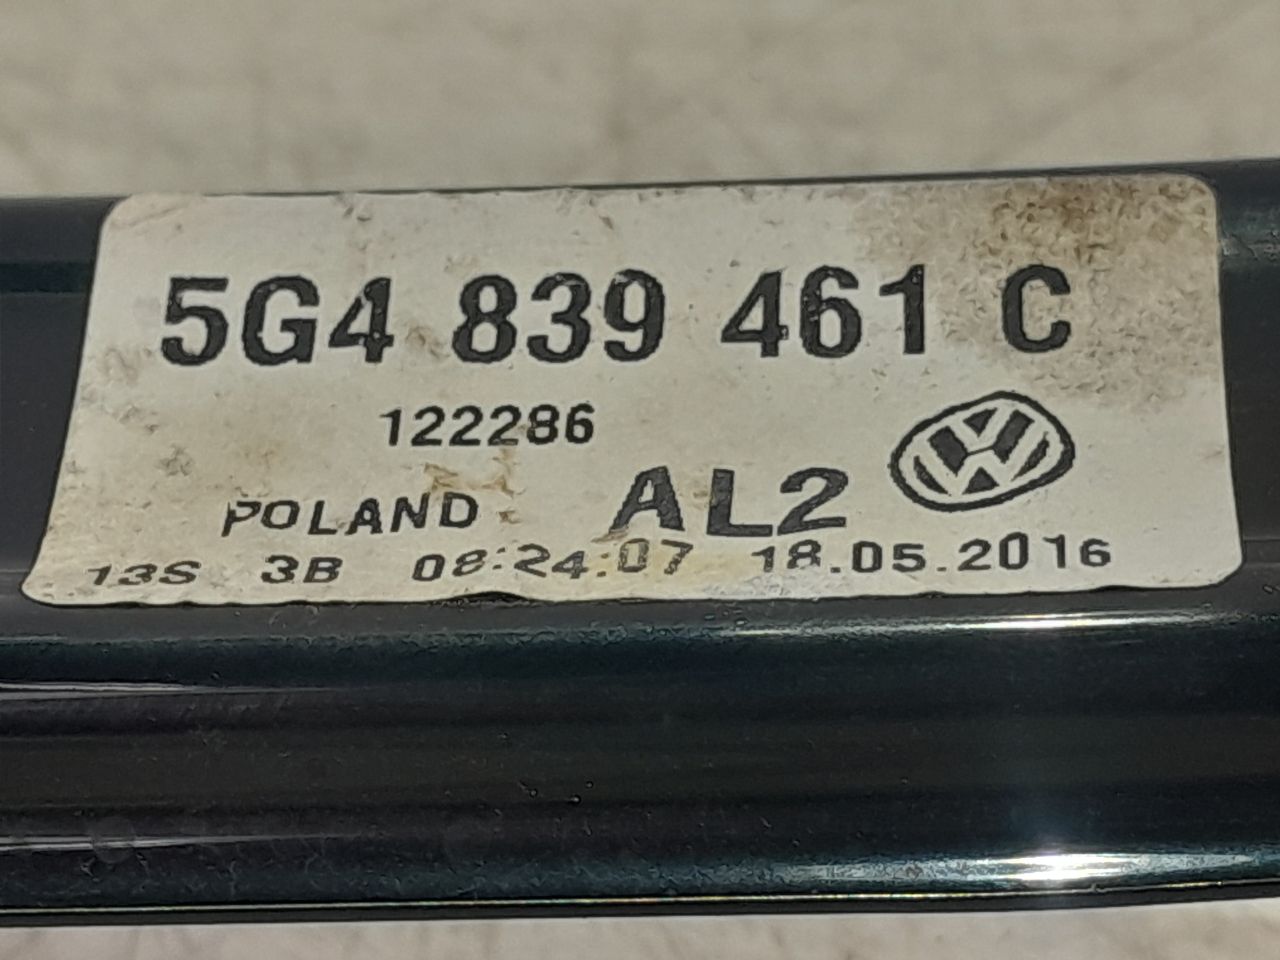 5G4 839 461 C
122286
POLAND AL2
13S 3B 08:24:07 18.05.2016